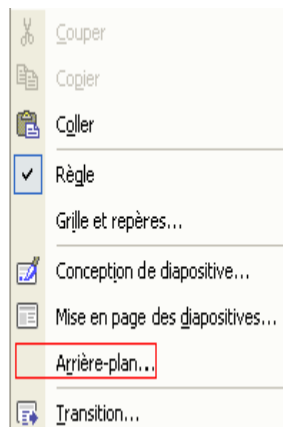 Couper
Copier
Coller
Règle
Grille et repères...
Conception de diapositive...
Mise en page des diapositives...
Arrière-plan...
Transition...